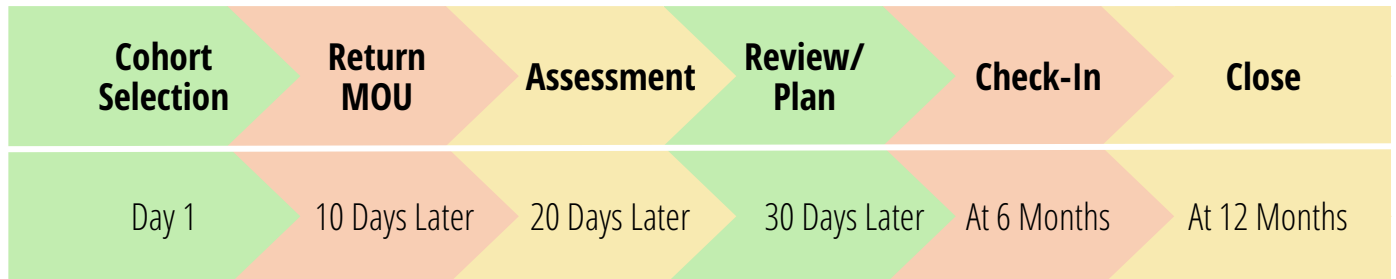 Cohort
Selection
Return
MOU
Assessment
Review/
Plan
Check-In
Close
Day 1
10 Days Later
20 Days Later
30 Days Later
At 6 Months
At 12 Months